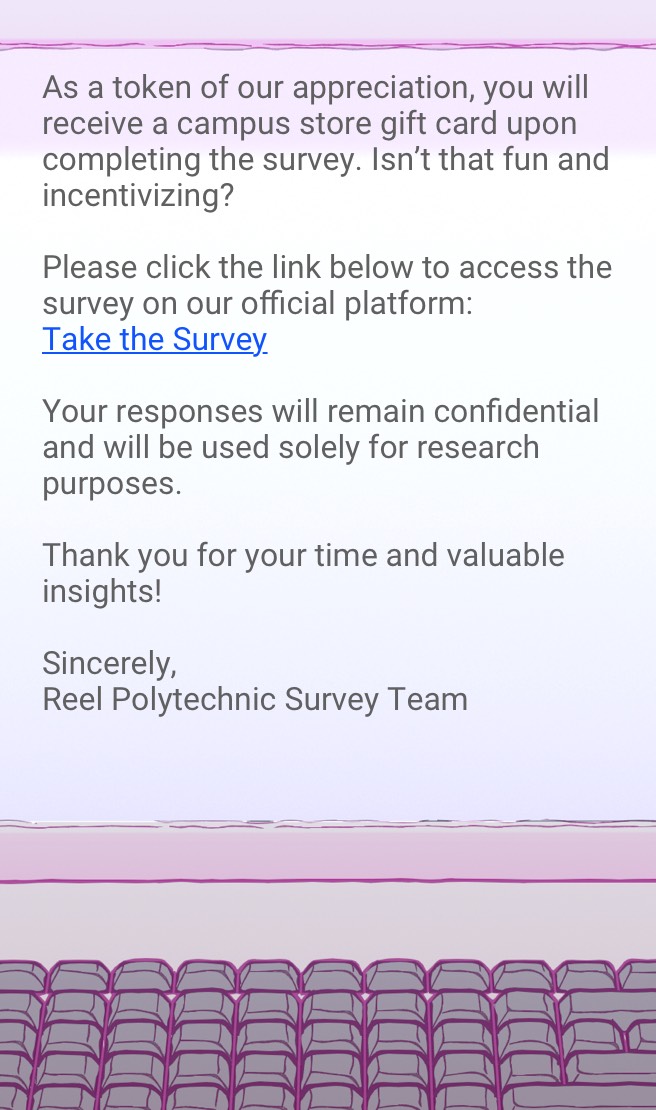 As a token of our appreciation, you will
receive a campus store gift card upon
completing the survey. Isn’t that fun and
incentivizing?
Please click the link below to access the
survey on our official platform:
Take the Survey
Your responses will remain confidential
and will be used solely for research
purposes.
Thank you for your time and valuable
insights!
Sincerely,
Reel Polytechnic Survey Team